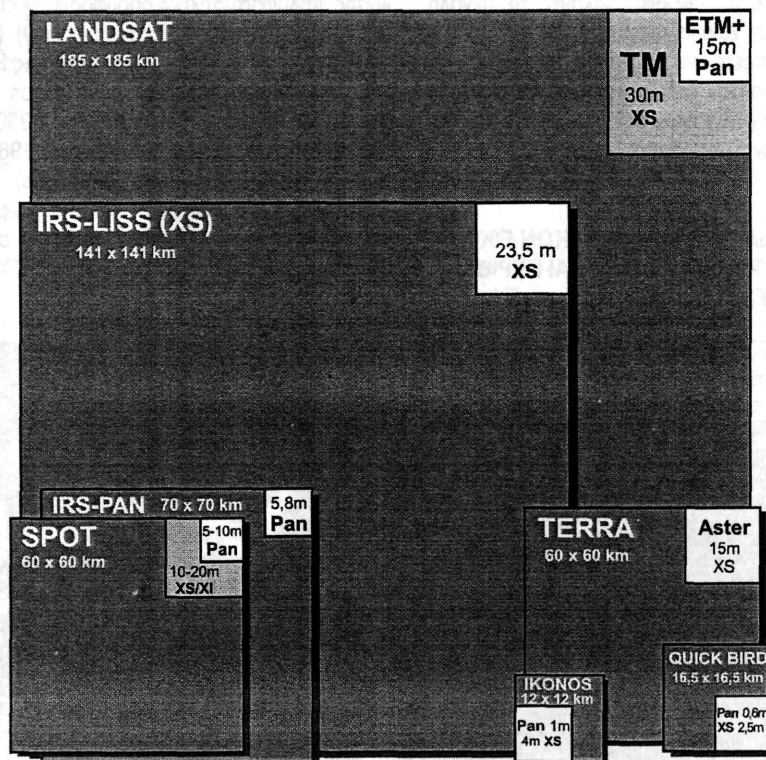 LANDSAT
185 x 185 km
ETM+
15m
Pan
TM
30m
XS
IRS-LISS (XS)
141 x 141 km
23,5 m
XS
IRS-PAN 70 x 70 km
5,8m
Pan
SPOT
60 x 60 km
5-10m
Pan
10-20m
XS/XI
TERRA
60 x 60 km
Aster
15m
XS
IKONOS
12 x 12 km
Pan 1m
4m XS
QUICK BIRD
16,5 x 16,5 km
Pan 0,6m
XS 2,5m